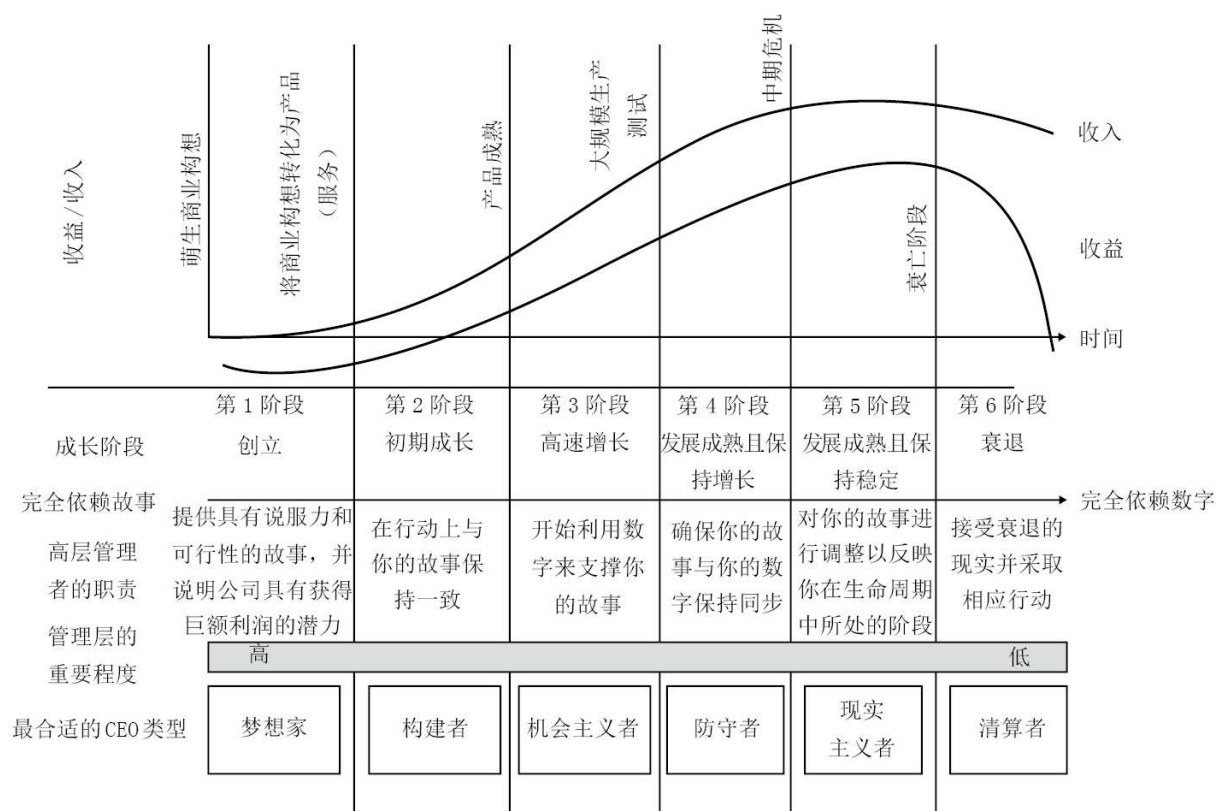 收益/收入
萌生商业构想
将商业构想转化为产品
（服务）
产品成熟
大规模生产
测试
中期危机
衰亡阶段
收入
收益
时间
成长阶段
第1阶段
创立
第2阶段
初期成长
第3阶段
高速增长
第4阶段
发展成熟且保
持增长
第5阶段
发展成熟且保
持稳定
第6阶段
衰退
完全依赖故事
完全依赖数字
高层管理
者的职责
提供具有说服力和
可行性的故事，并
说明公司具有获得
巨额利润的潜力
在行动上与
你的故事保
持一致
开始利用数
字来支撑你
的故事
确保你的故
事与你的数
字保持同步
对你的故事进
行调整以反映
你在生命周期
中所处的阶段
接受衰退的
现实并采取
相应行动
管理层的
重要程度
高
低
最合适的CEO类型
梦想家
构建者
机会主义者
防守者
现实
主义者
清算者